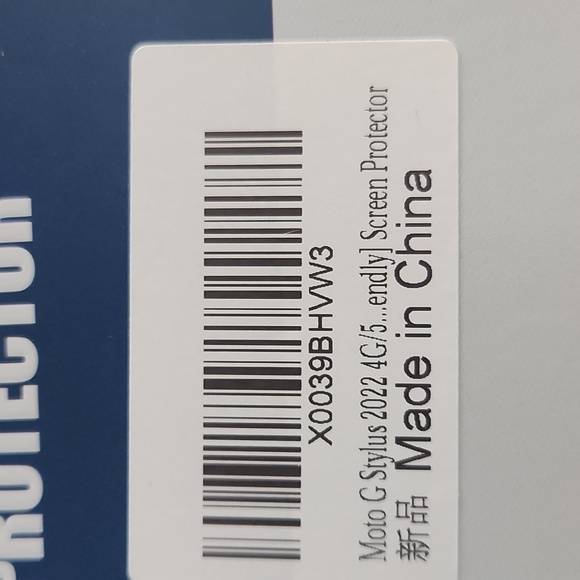 PROTECTOR
X0039BHVW3
Moto G Stylus 2022 4G/5...endly] Screen Protector
新品 Made in China